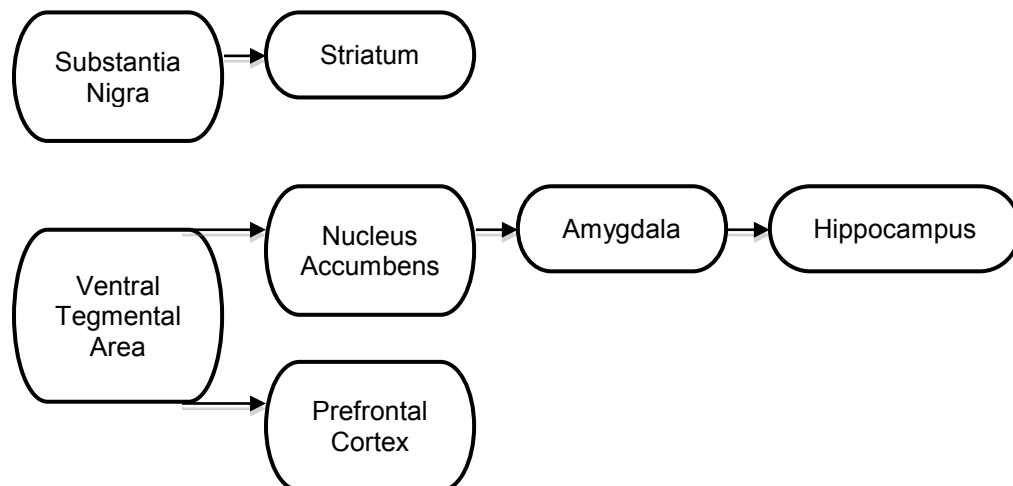 Substantia
Nigra
Striatum
Ventral
Tegmental
Area
Nucleus
Accumbens
Amygdala
Hippocampus
Prefrontal
Cortex